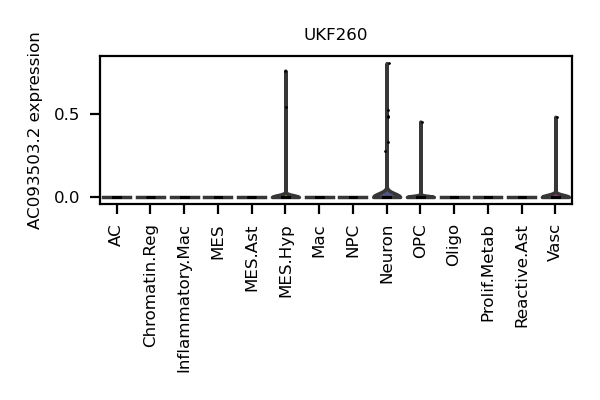 UKF260
AC093503.2 expression
0.5
0.0
AC
Chromatin.Reg
Inflammatory.Mac
MES
MES.Ast
MES.Hyp
Mac
NPC
Neuron
OPC
Oligo
Prolif.Metab
Reactive.Ast
Vasc